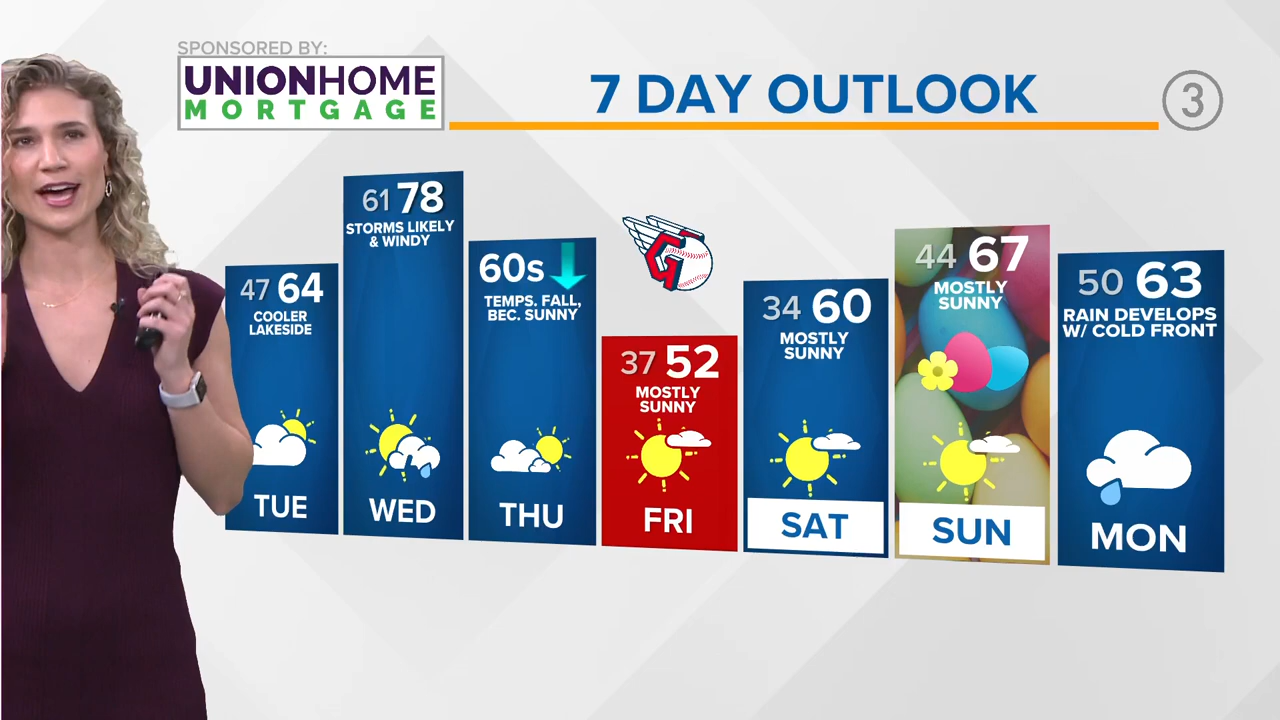 SPONSORED BY:
UNIONHOME
MORTGAGE
7 DAY OUTLOOK
3
47 64
COOLER
LAKESIDE
TUE
61 78
STORMS LIKELY
& WINDY
WED
60s
TEMPS. FALL,
BEC. SUNNY
THU
G
37 52
MOSTLY
SUNNY
FRI
34 60
MOSTLY
SUNNY
SAT
44 67
MOSTLY
SUNNY
SUN
50 63
RAIN DEVELOPS
W/ COLD FRONT
MON